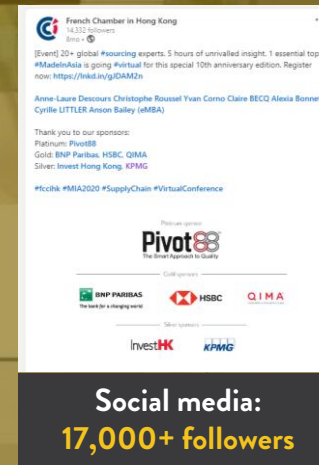 French Chamber in Hong Kong
14,332 followers
8mo •
[Event] 20+ global #sourcing experts. 5 hours of unrivalled insight. 1 essential top
#MadeInAsia is going #virtual for this special 10th anniversary edition. Register
now: https://lnkd.in/gJDAM2n
Anne-Laure Descours Christophe Roussel Yvan Corno Claire BECQ Alexia Bonnet
Cyrille LITTLER Anson Bailey (eMBA)
Thank you to our sponsors:
Platinum: Pivot88
Gold: BNP Paribas, HSBC, QIMA
Silver: Invest Hong Kong, KPMG
#fccihk #MIA2020 #SupplyChain #VirtualConference
Platinum sponsor
Pivot88
The Smart Approach to Quality
Gold sponsors
BNP PARIBAS
The bank for a changing world
HSBC
QIMA
Silver sponsors
InvestHK
KPMG
Social media:
17,000+ followers